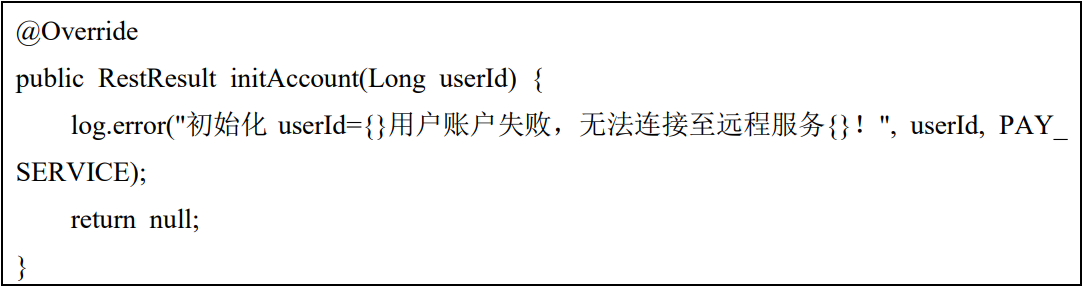 @Override
public RestResult initAccount(Long userId) {
log.error("初始化 userId={}用户账户失败，无法连接至远程服务{}！", userId, PAY_
SERVICE);
return null;
}